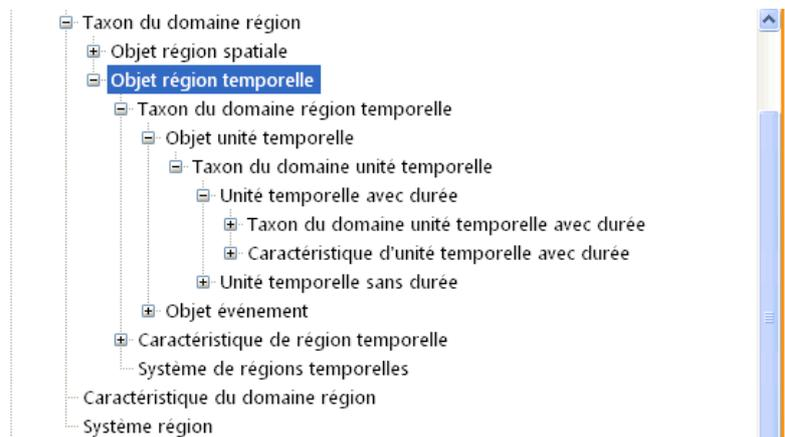 Taxon du domaine région
Objet région spatiale
Objet région temporelle
Taxon du domaine région temporelle
Objet unité temporelle
Taxon du domaine unité temporelle
Unité temporelle avec durée
Taxon du domaine unité temporelle avec durée
Caractéristique d'unité temporelle avec durée
Unité temporelle sans durée
Objet événement
Caractéristique de région temporelle
Système de régions temporelles
Caractéristique du domaine région
Système région